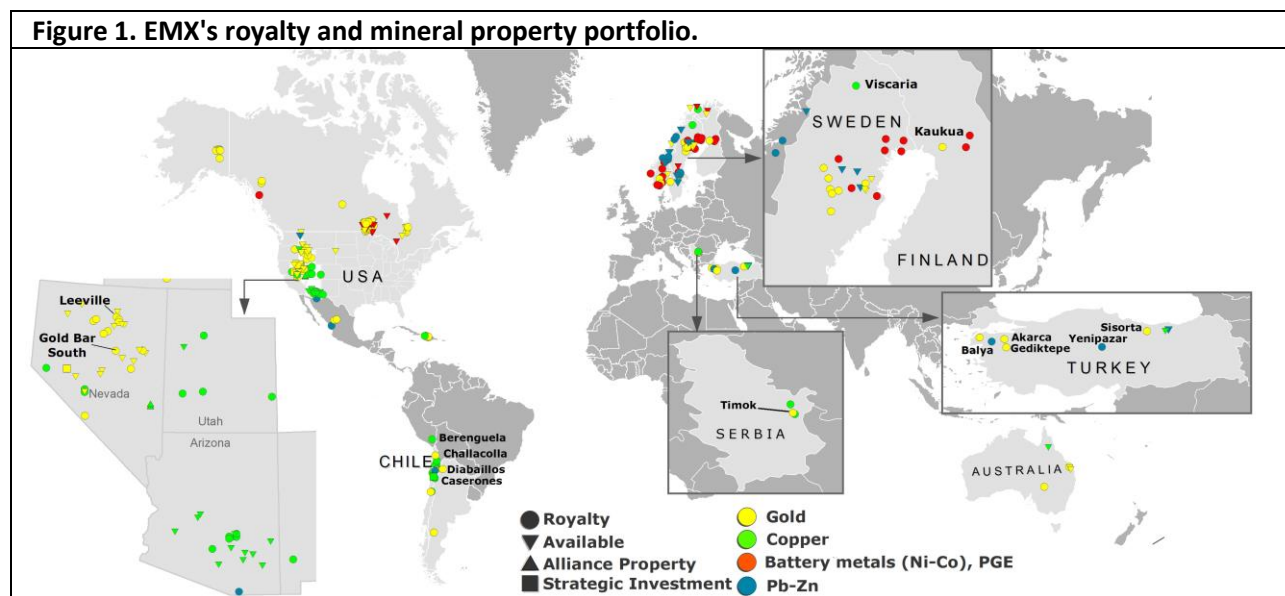 Figure 1. EMX's royalty and mineral property portfolio.
Viscaria
SWEDEN
Kaukua
FINLAND
USA
Leeville
Gold Bar
South
Nevada
Utah
Arizona
Sisorta
Akarca
Yenipazar
Balya
Gediktepe
TURKEY
Timok
SERBIA
Berenguela
Challacolla
CHILE
Diabaillos
Caserones
AUSTRALIA
Royalty
Available
Alliance Property
Strategic Investment
Gold
Copper
Battery metals (Ni-Co), PGE
Pb-Zn